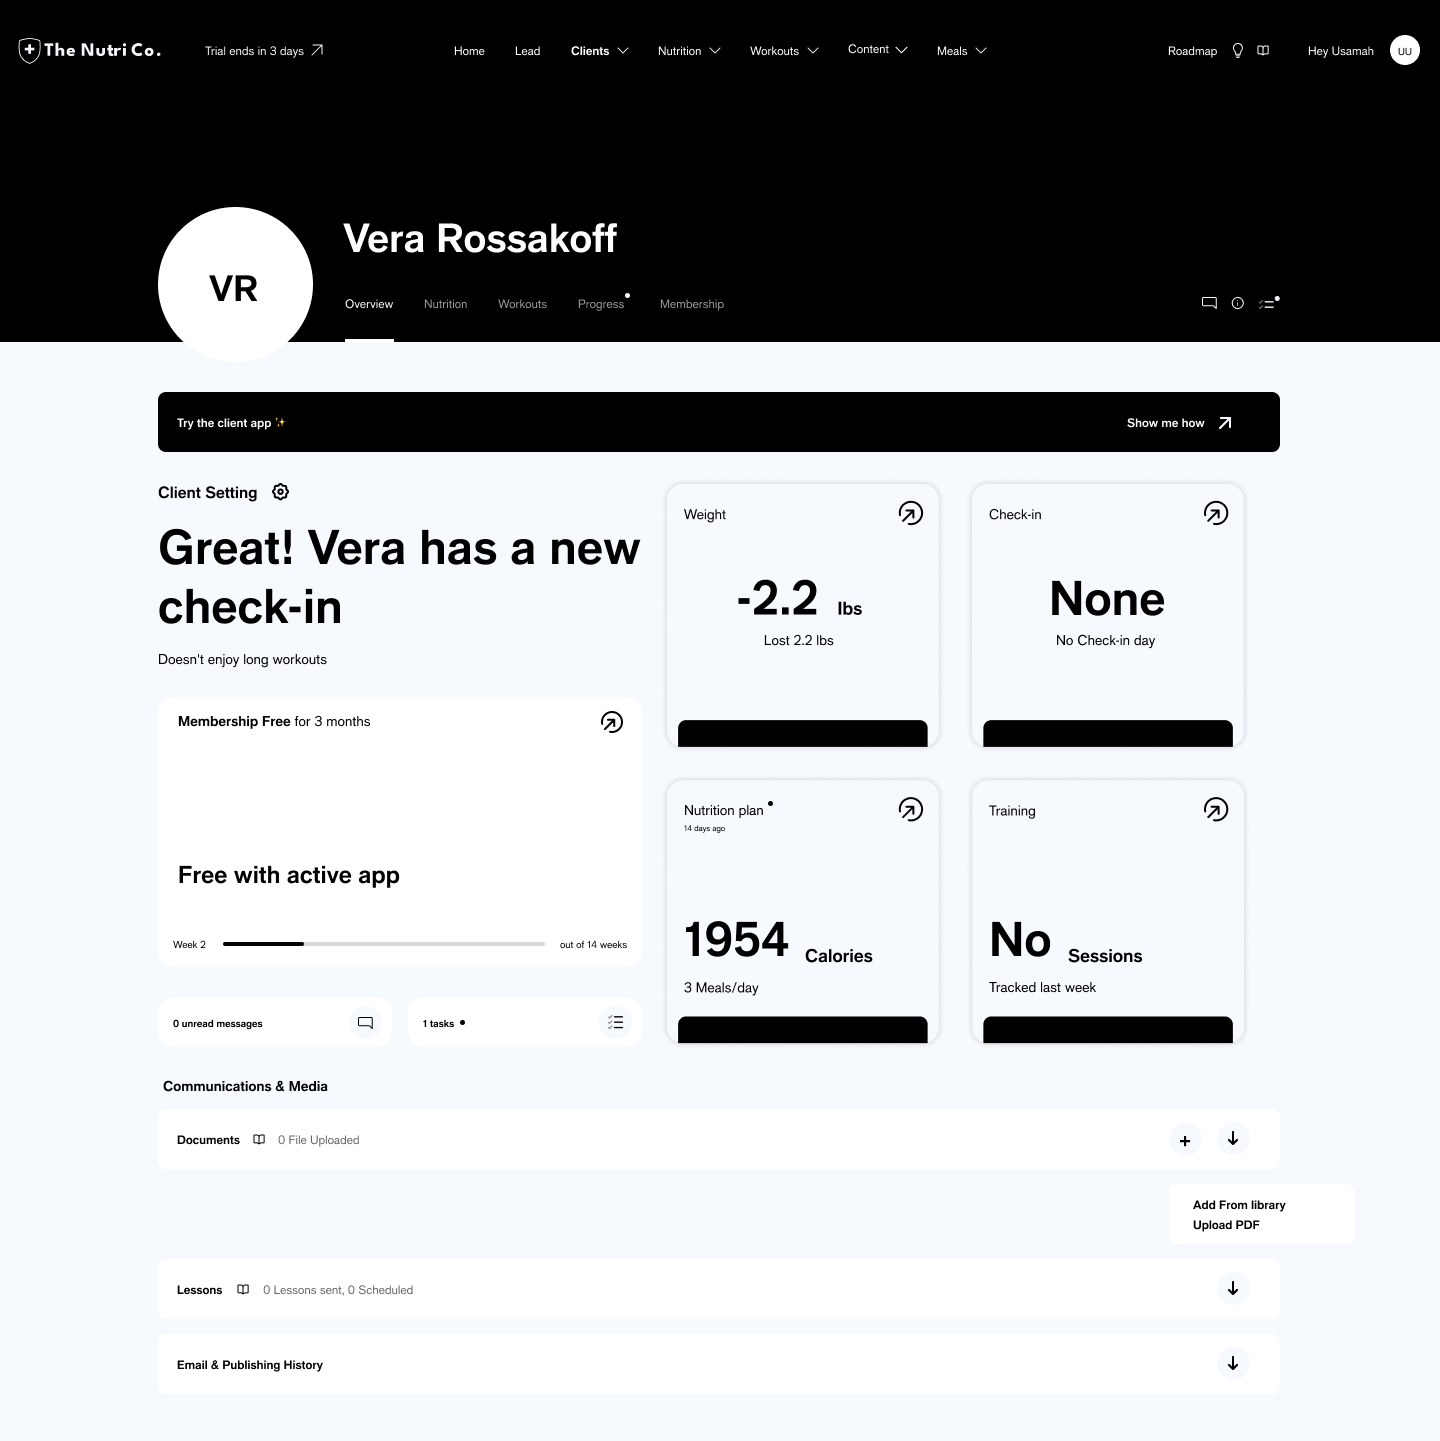 The Nutri Co.
Trial ends in 3 days
Home
Lead
Clients
Nutrition
Workouts
Content
Meals
Roadmap
Hey Usamah
UU
VR
Vera Rossakoff
Overview
Nutrition
Workouts
Progress
Membership
Try the client app ✨
Show me how
Client Setting
Great! Vera has a new
check-in
Doesn't enjoy long workouts
Membership Free for 3 months
Free with active app
Week 2
out of 14 weeks
0 unread messages
1 tasks
Weight
-2.2 lbs
Lost 2.2 lbs
Check-in
None
No Check-in day
Nutrition plan
14 days ago
1954 Calories
3 Meals/day
Training
No Sessions
Tracked last week
Communications & Media
Documents
0 File Uploaded
Add From library
Upload PDF
Lessons
0 Lessons sent, 0 Scheduled
Email & Publishing History